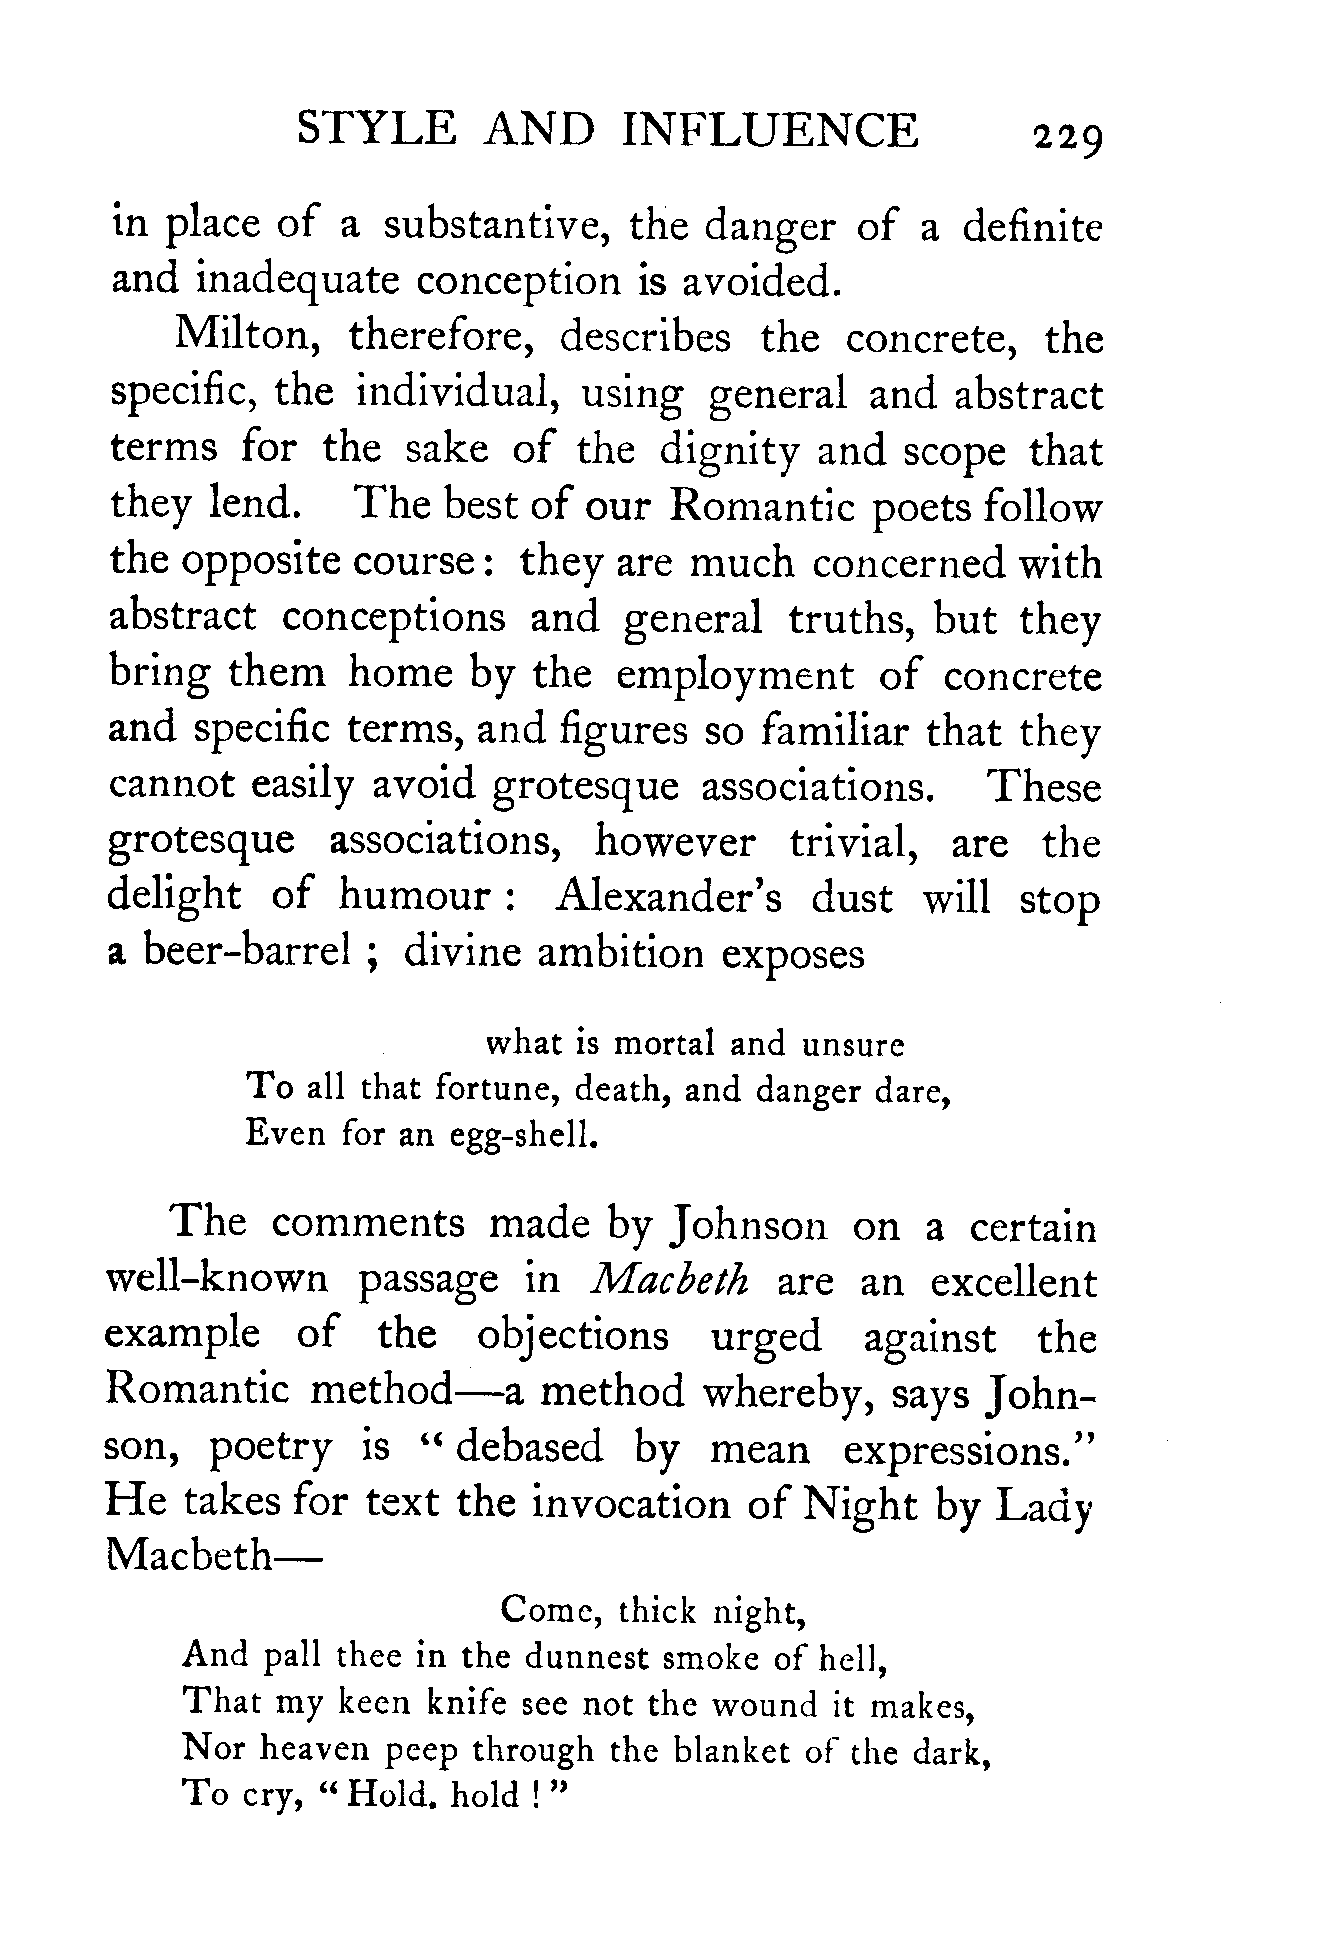 STYLE AND INFLUENCE 229
in place of a substantive, the danger of a definite
and inadequate conception is avoided.
Milton, therefore, describes the concrete, the
specific, the individual, using general and abstract
terms for the sake of the dignity and scope that
they lend. The best of our Romantic poets follow
the opposite course: they are much concerned with
abstract conceptions and general truths, but they
bring them home by the employment of concrete
and specific terms, and figures so familiar that they
cannot easily avoid grotesque associations. These
grotesque associations, however trivial, are the
delight of humour : Alexander's dust will stop
a beer-barrel ; divine ambition exposes
what is mortal and unsure
To all that fortune, death, and danger dare,
Even for an egg-shell.
The comments made by Johnson on a certain
well-known passage in Macbeth are an excellent
example of the objections urged against the
Romantic method—a method whereby, says John-
son, poetry is “ debased by mean expressions.”
He takes for text the invocation of Night by Lady
Macbeth—
Come, thick night,
And pall thee in the dunnest smoke of hell,
That my keen knife see not the wound it makes,
Nor heaven peep through the blanket of the dark,
To cry, “ Hold. hold ! ”